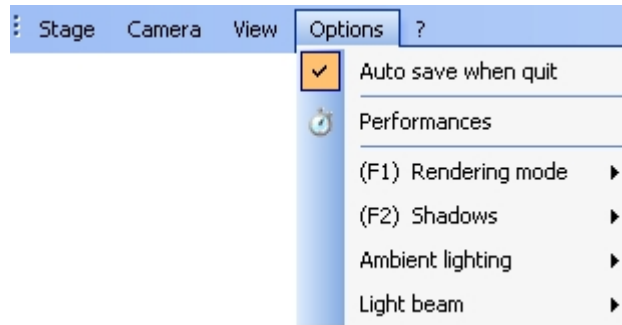 Stage Camera View Options ?
Auto save when quit
Performances
(F1) Rendering mode
(F2) Shadows
Ambient lighting
Light beam